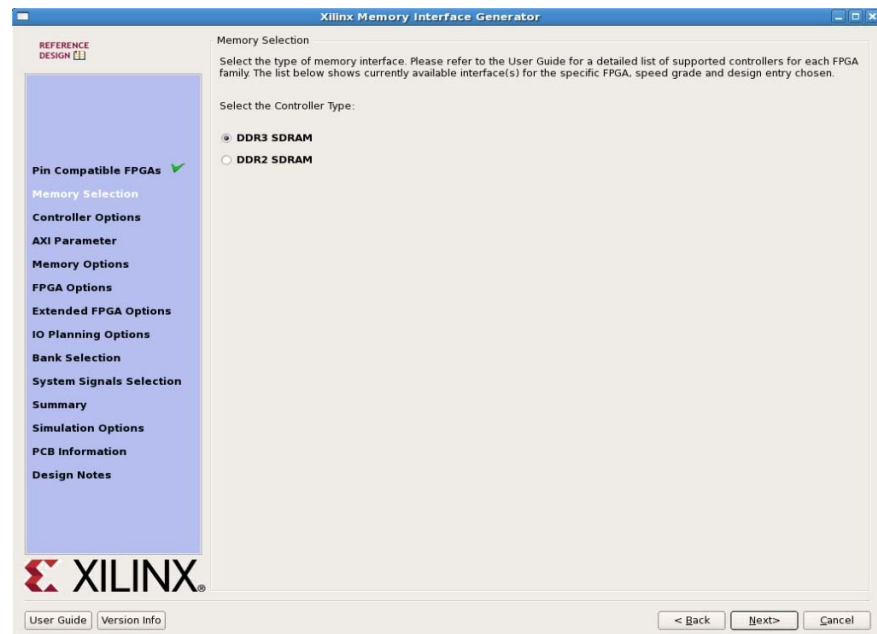 Xilinx Memory Interface Generator
REFERENCE
DESIGN
Pin Compatible FPGAs
Memory Selection
Controller Options
AXI Parameter
Memory Options
FPGA Options
Extended FPGA Options
IO Planning Options
Bank Selection
System Signals Selection
Summary
Simulation Options
PCB Information
Design Notes
XILINX®
Memory Selection
Select the type of memory interface. Please refer to the User Guide for a detailed list of supported controllers for each FPGA
family. The list below shows currently available interface(s) for the specific FPGA, speed grade and design entry chosen.
Select the Controller Type:
DDR3 SDRAM
DDR2 SDRAM
User Guide Version Info < Back Next> Cancel